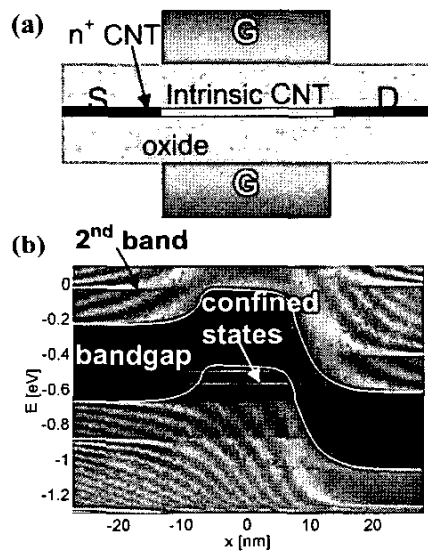 (a)
G
n+ CNT
S
Intrinsic CNT
D
oxide
G
(b)
2nd band
0
confined
-0.2
states
bandgap
-0.4
-0.6
E [eV]
-0.8
-1
-1.2
-20
-10
0
10
20
x [nm]